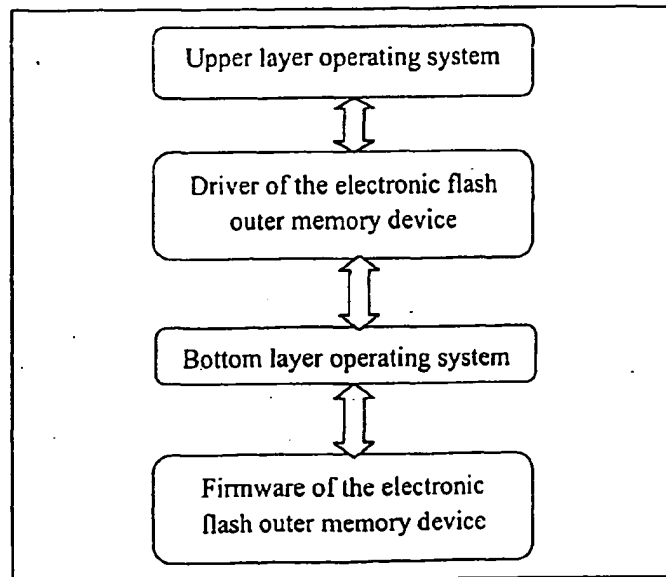 Upper layer operating system
Driver of the electronic flash
outer memory device
Bottom layer operating system
Firmware of the electronic
flash outer memory device